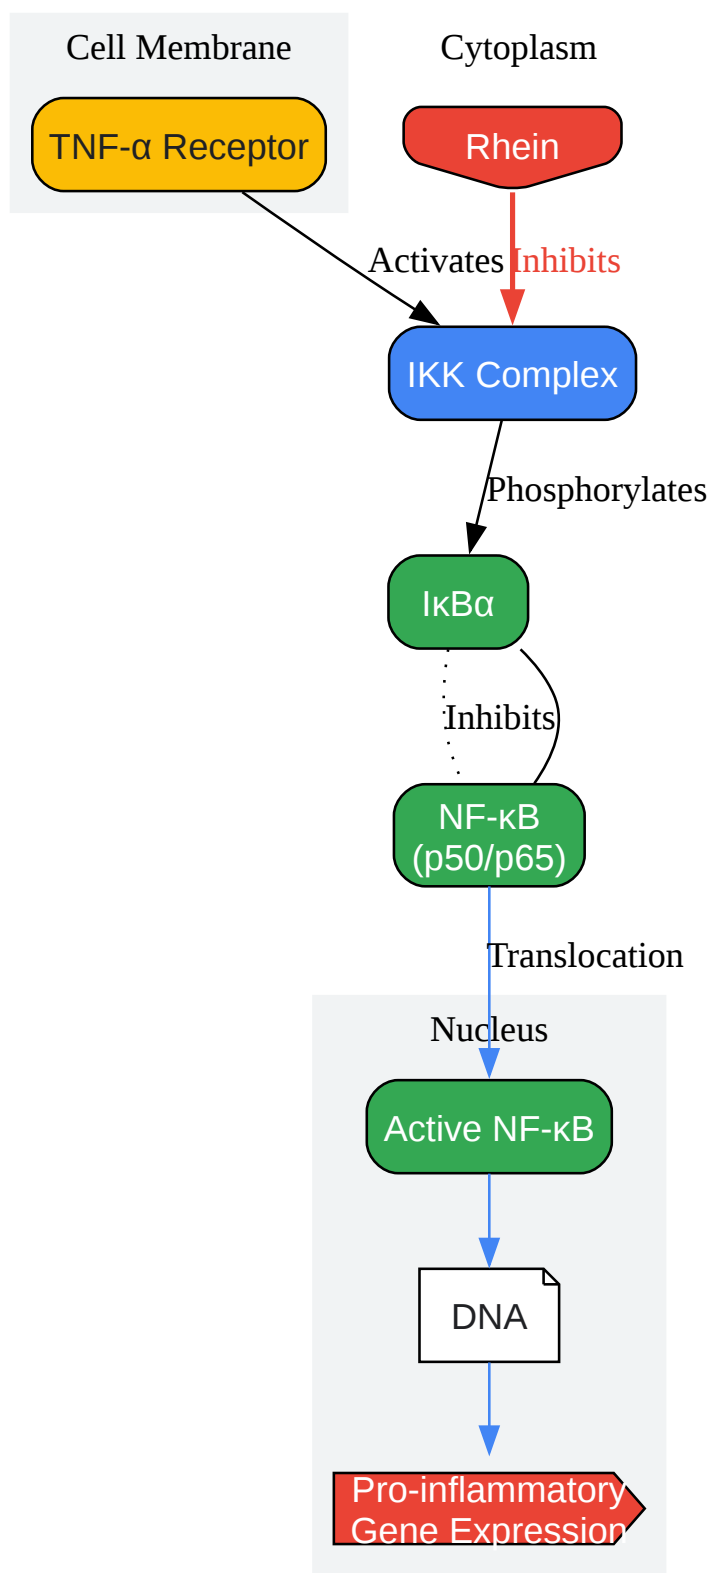 Cell Membrane
Cytoplasm
TNF-α Receptor
Rhein
Activates
Inhibits
IKK Complex
Phosphorylates
IκBα
Inhibits
NF-κB
(p50/p65)
Translocation
Nucleus
Active NF-κB
DNA
Pro-inflammatory
Gene Expression